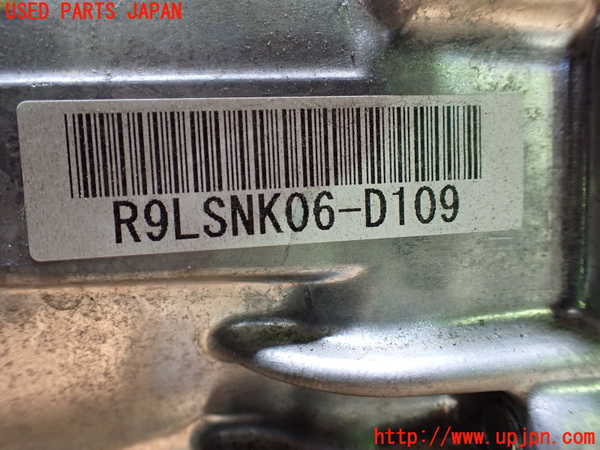 USED PARTS JAPAN
R9LSNK06-D109
http://www.upjpn.com/